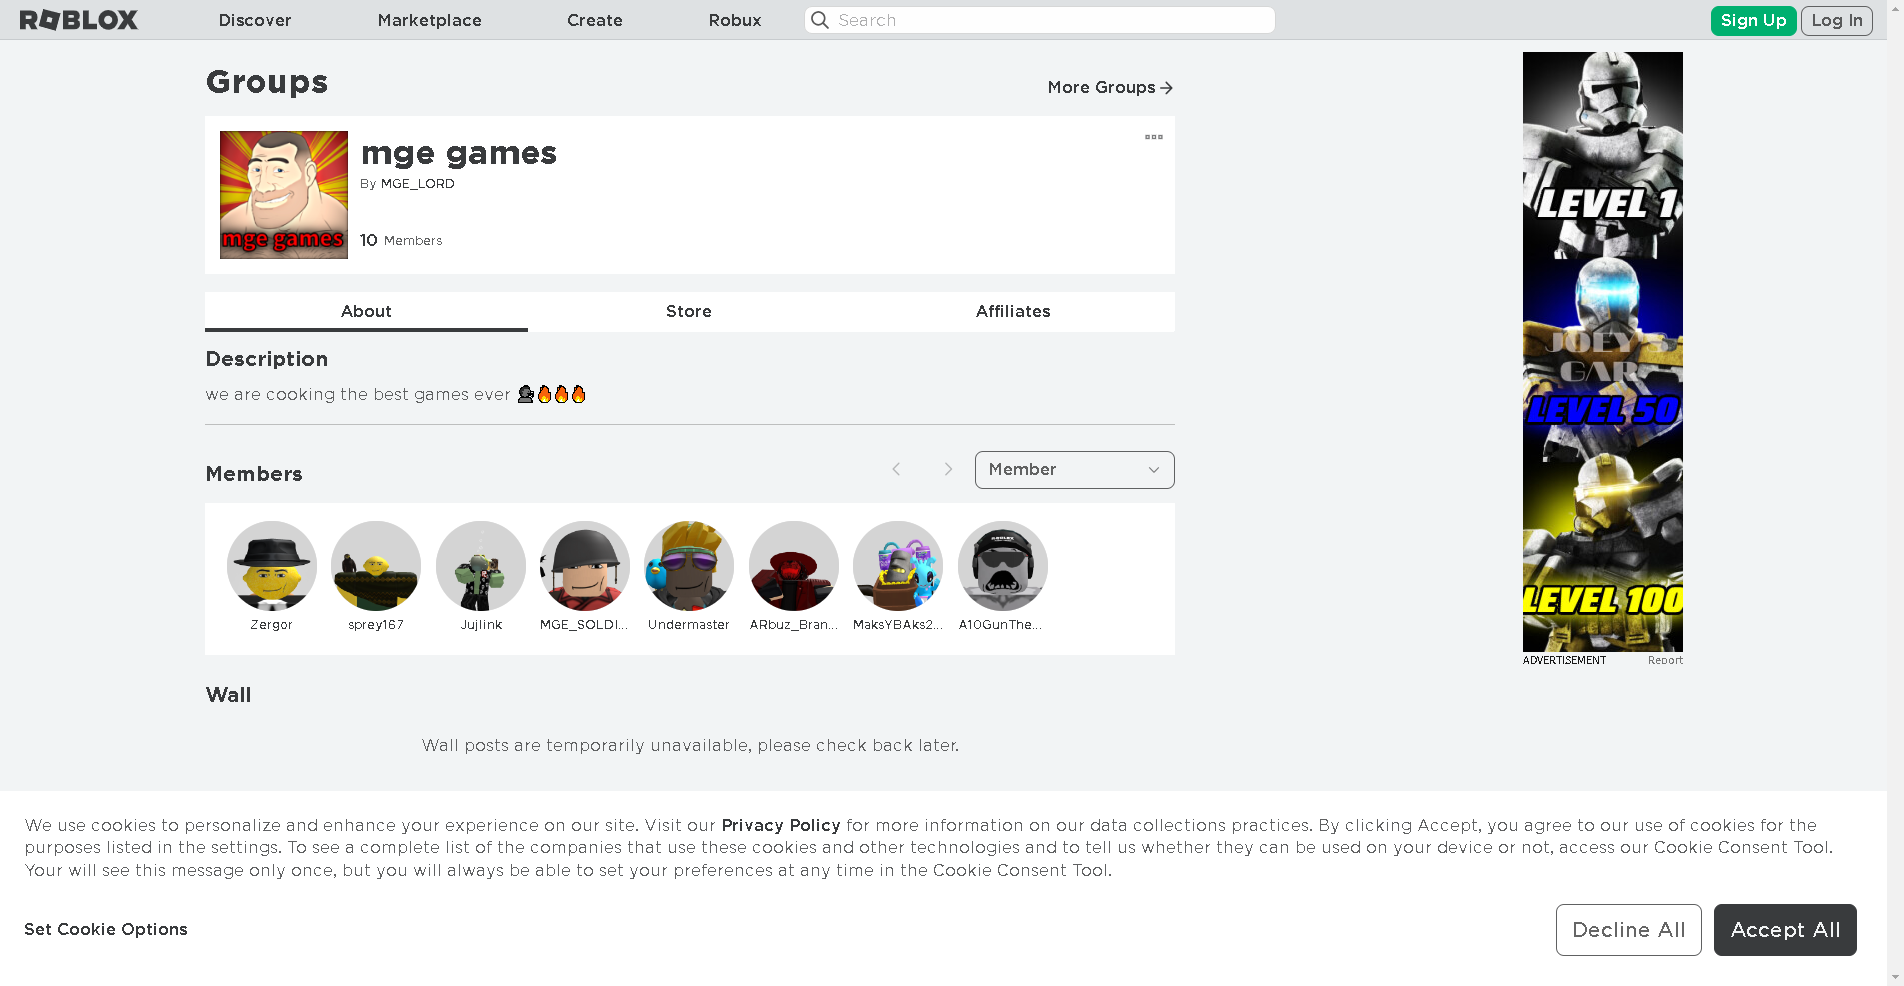 ROBLOX
Discover
Marketplace
Create
Robux
Search
Sign Up
Log In
Groups
More Groups
mge games
mge games
By MGE_LORD
10 Members
About
Store
Affiliates
Description
we are cooking the best games ever
Members
Member
ROBLOX
Zergor
sprey167
Jujlink
MGE_SOLDI...
Undermaster
ARbuz_Bran...
MaksYBAks2...
A10GunThe...
Wall
Wall posts are temporarily unavailable, please check back later.
LEVEL 1
JOEY'S
GAR
LEVEL 50
LEVEL 100
ADVERTISEMENT
Report
We use cookies to personalize and enhance your experience on our site. Visit our Privacy Policy for more information on our data collections practices. By clicking Accept, you agree to our use of cookies for the
purposes listed in the settings. To see a complete list of the companies that use these cookies and other technologies and to tell us whether they can be used on your device or not, access our Cookie Consent Tool.
Your will see this message only once, but you will always be able to set your preferences at any time in the Cookie Consent Tool.
Set Cookie Options
Decline All
Accept All